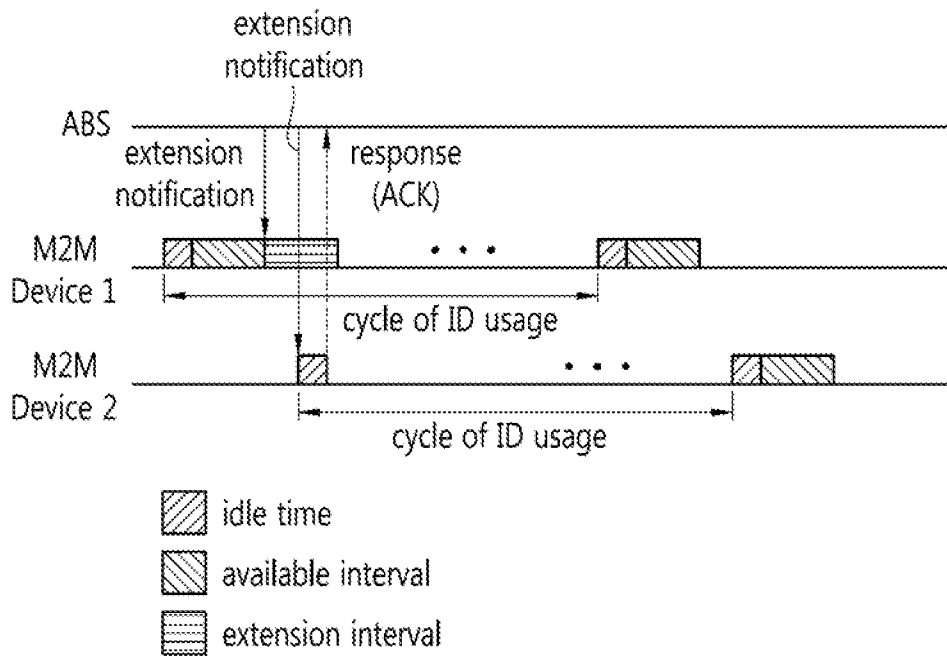 extension
notification
ABS
extension
notification
response
(ACK)
M2M
Device 1
• • •
cycle of ID usage
M2M
Device 2
• • •
cycle of ID usage
idle time
available interval
extension interval